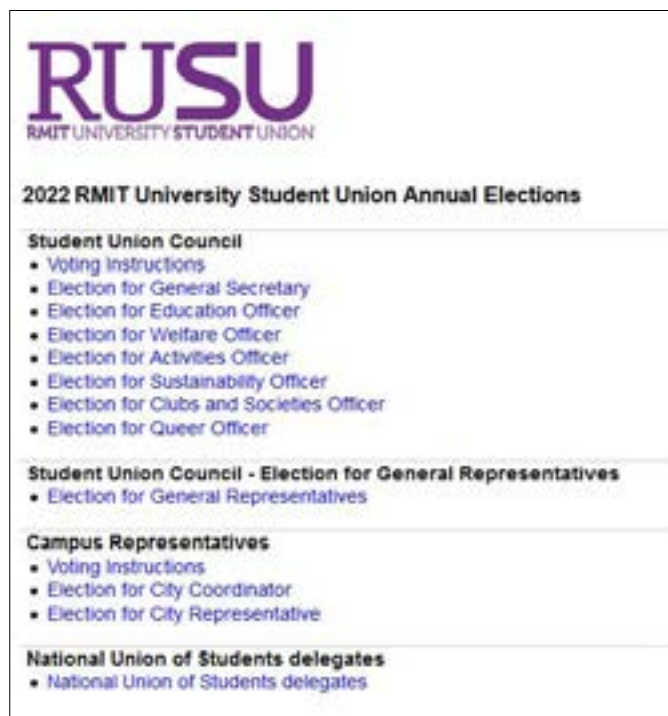 RUSU
RMIT UNIVERSITY STUDENT UNION
2022 RMIT University Student Union Annual Elections
Student Union Council
• Voting Instructions
• Election for General Secretary
• Election for Education Officer
• Election for Welfare Officer
• Election for Activities Officer
• Election for Sustainability Officer
• Election for Clubs and Societies Officer
• Election for Queer Officer
Student Union Council - Election for General Representatives
• Election for General Representatives
Campus Representatives
• Voting Instructions
• Election for City Coordinator
• Election for City Representative
National Union of Students delegates
• National Union of Students delegates